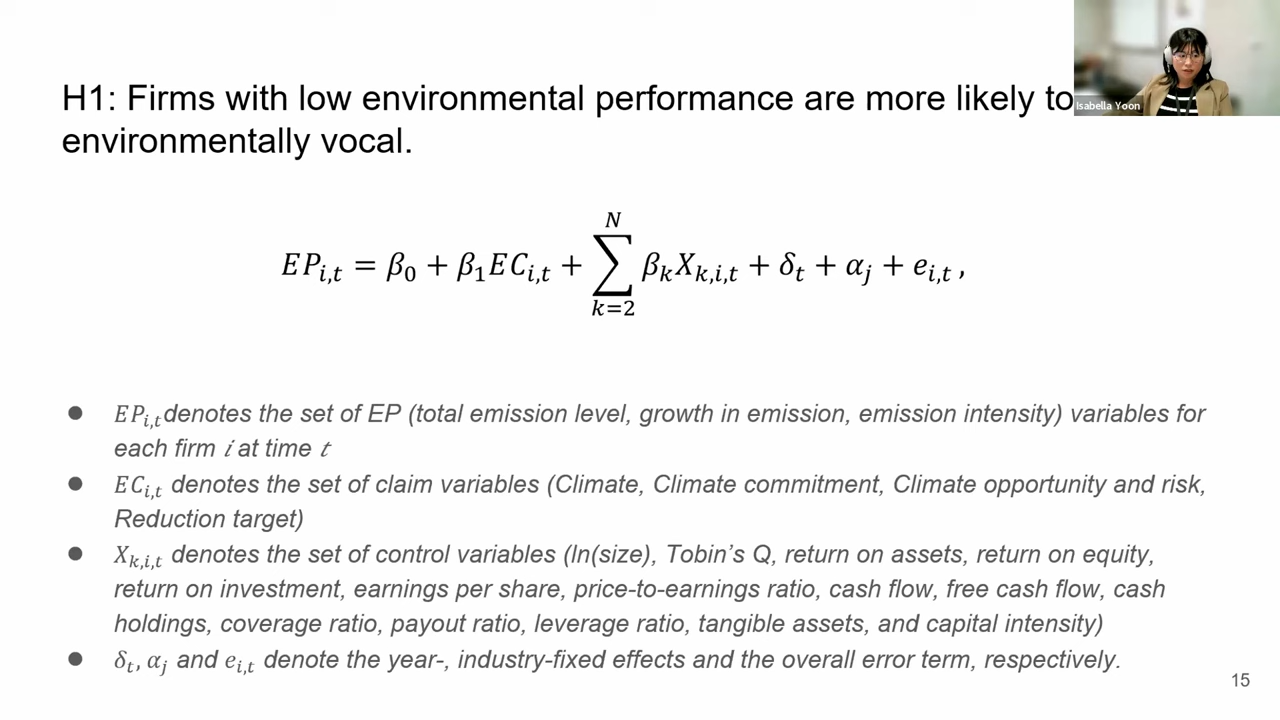 H1: Firms with low environmental performance are more likely to
environmentally vocal.
Isabella Yoon
EP_{i,t} = β_0 + β_1EC_{i,t} + \sum_{k=2}^{N} β_kX_{k,i,t} + δ_t + α_j + e_{i,t},
● EP_{i,t} denotes the set of EP (total emission level, growth in emission, emission intensity) variables for
each firm i at time t
● EC_{i,t} denotes the set of claim variables (Climate, Climate commitment, Climate opportunity and risk,
Reduction target)
● X_{k,i,t} denotes the set of control variables (ln(size), Tobin’s Q, return on assets, return on equity,
return on investment, earnings per share, price-to-earnings ratio, cash flow, free cash flow, cash
holdings, coverage ratio, payout ratio, leverage ratio, tangible assets, and capital intensity)
● δ_t, α_j and e_{i,t} denote the year-, industry-fixed effects and the overall error term, respectively.
15